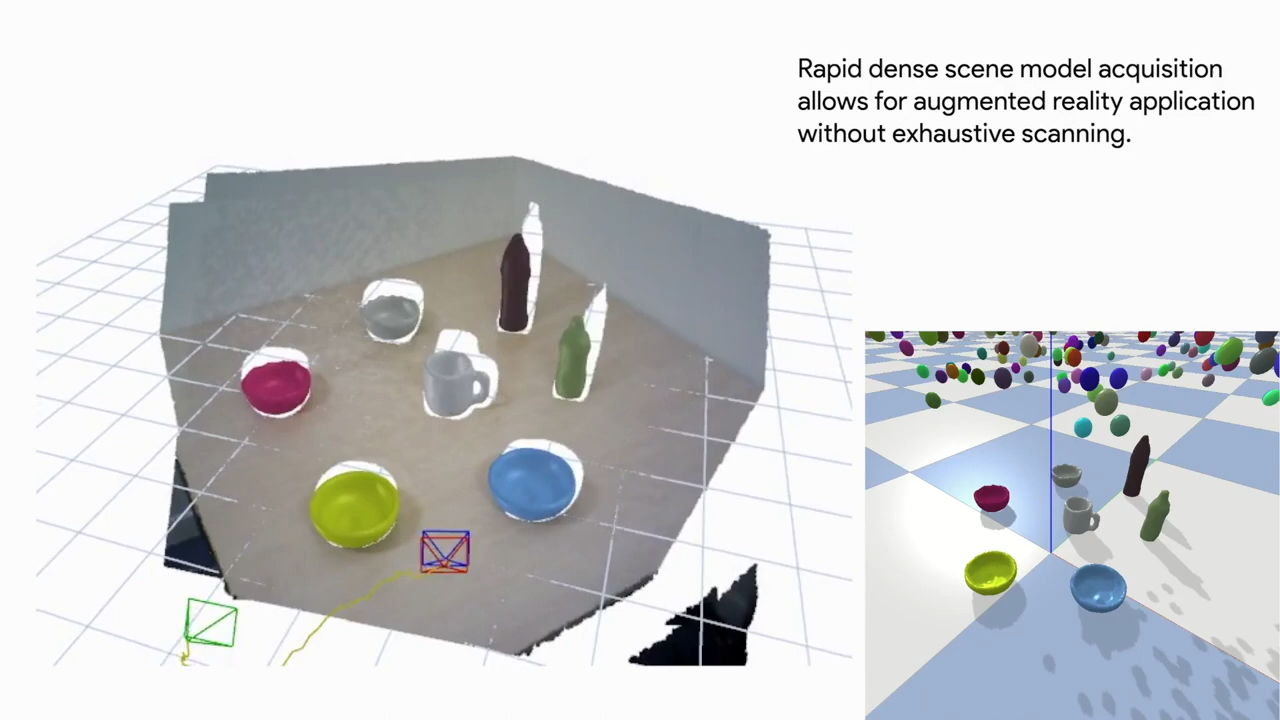 Rapid dense scene model acquisition
allows for augmented reality application
without exhaustive scanning.